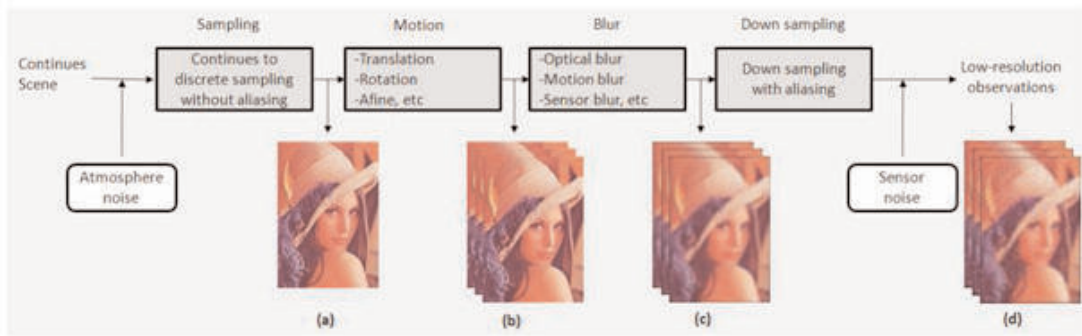 Sampling
Motion
Blur
Down sampling
Continues
Scene
Continues to
discrete sampling
without aliasing
-Translation
-Rotation
-Afine, etc
-Optical blur
-Motion blur
-Sensor blur, etc
Down sampling
with aliasing
Low-resolution
observations
Atmosphere
noise
Sensor
noise
(a)
(b)
(c)
(d)